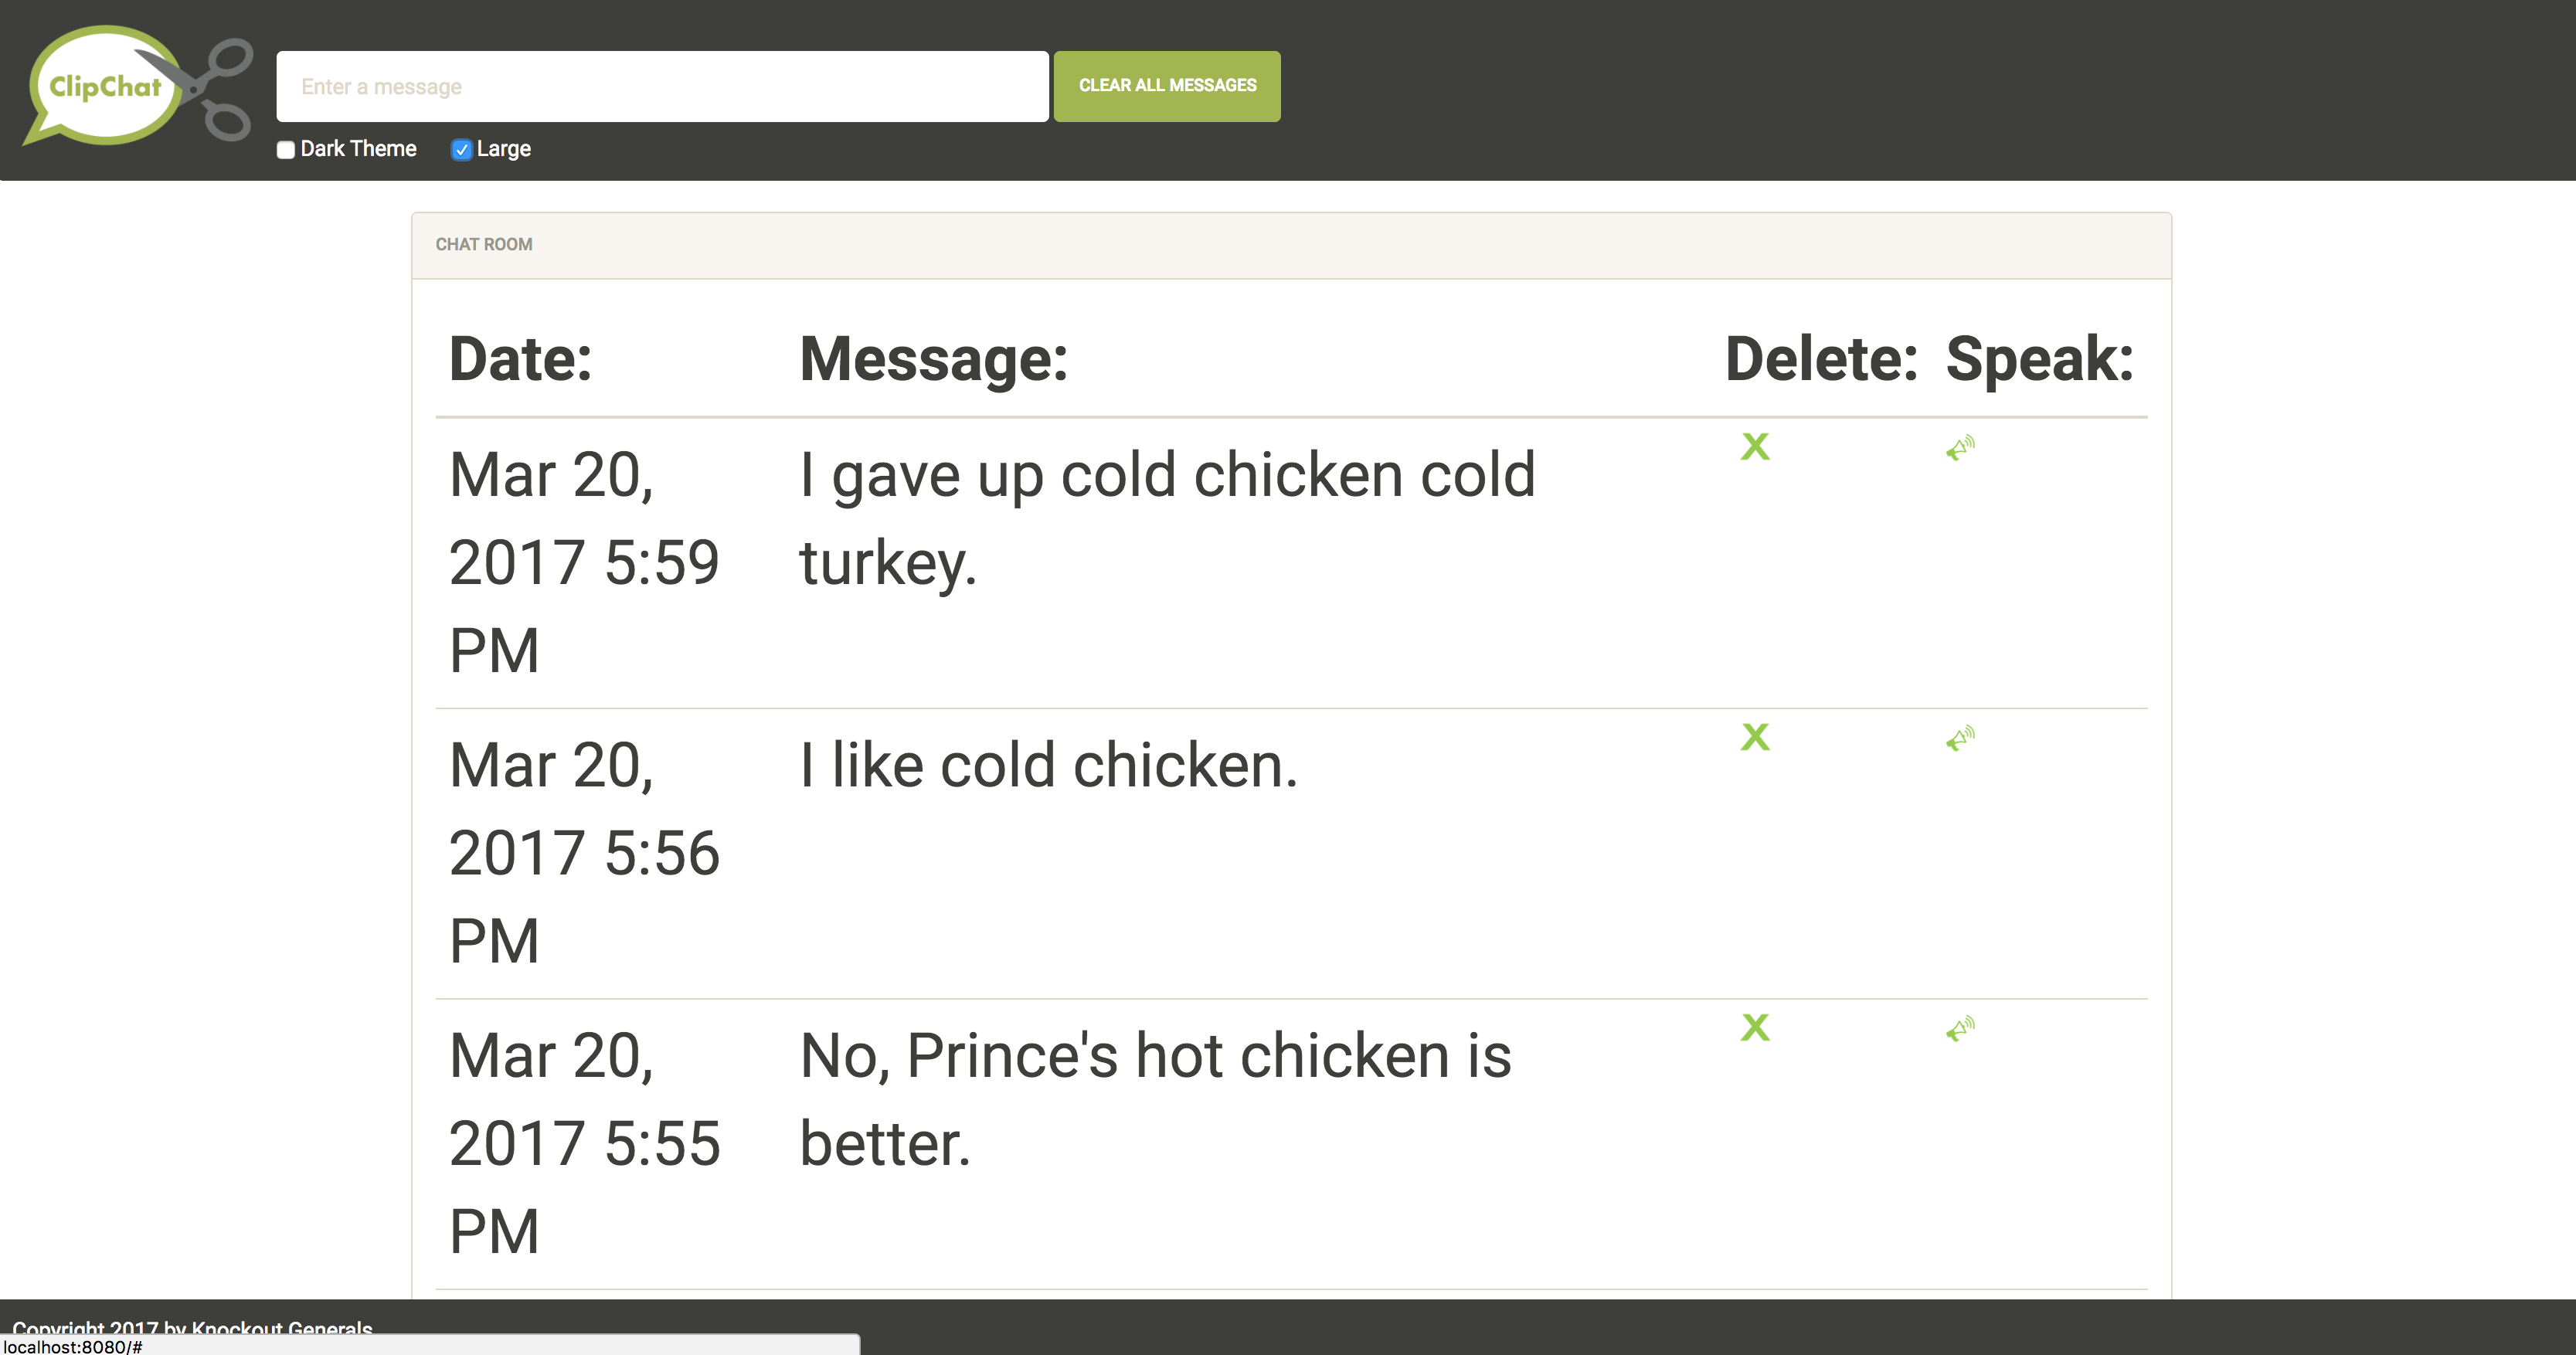 ClipChat
Enter a message
CLEAR ALL MESSAGES
Dark Theme
Large
CHAT ROOM
Date: Message: Delete: Speak:
Mar 20,
2017 5:59
PM
I gave up cold chicken cold
turkey.
X
Mar 20,
2017 5:56
PM
I like cold chicken.
X
Mar 20,
2017 5:55
PM
No, Prince's hot chicken is
better.
X
Copyright 2017 by Knockout Generals
localhost:8080/#